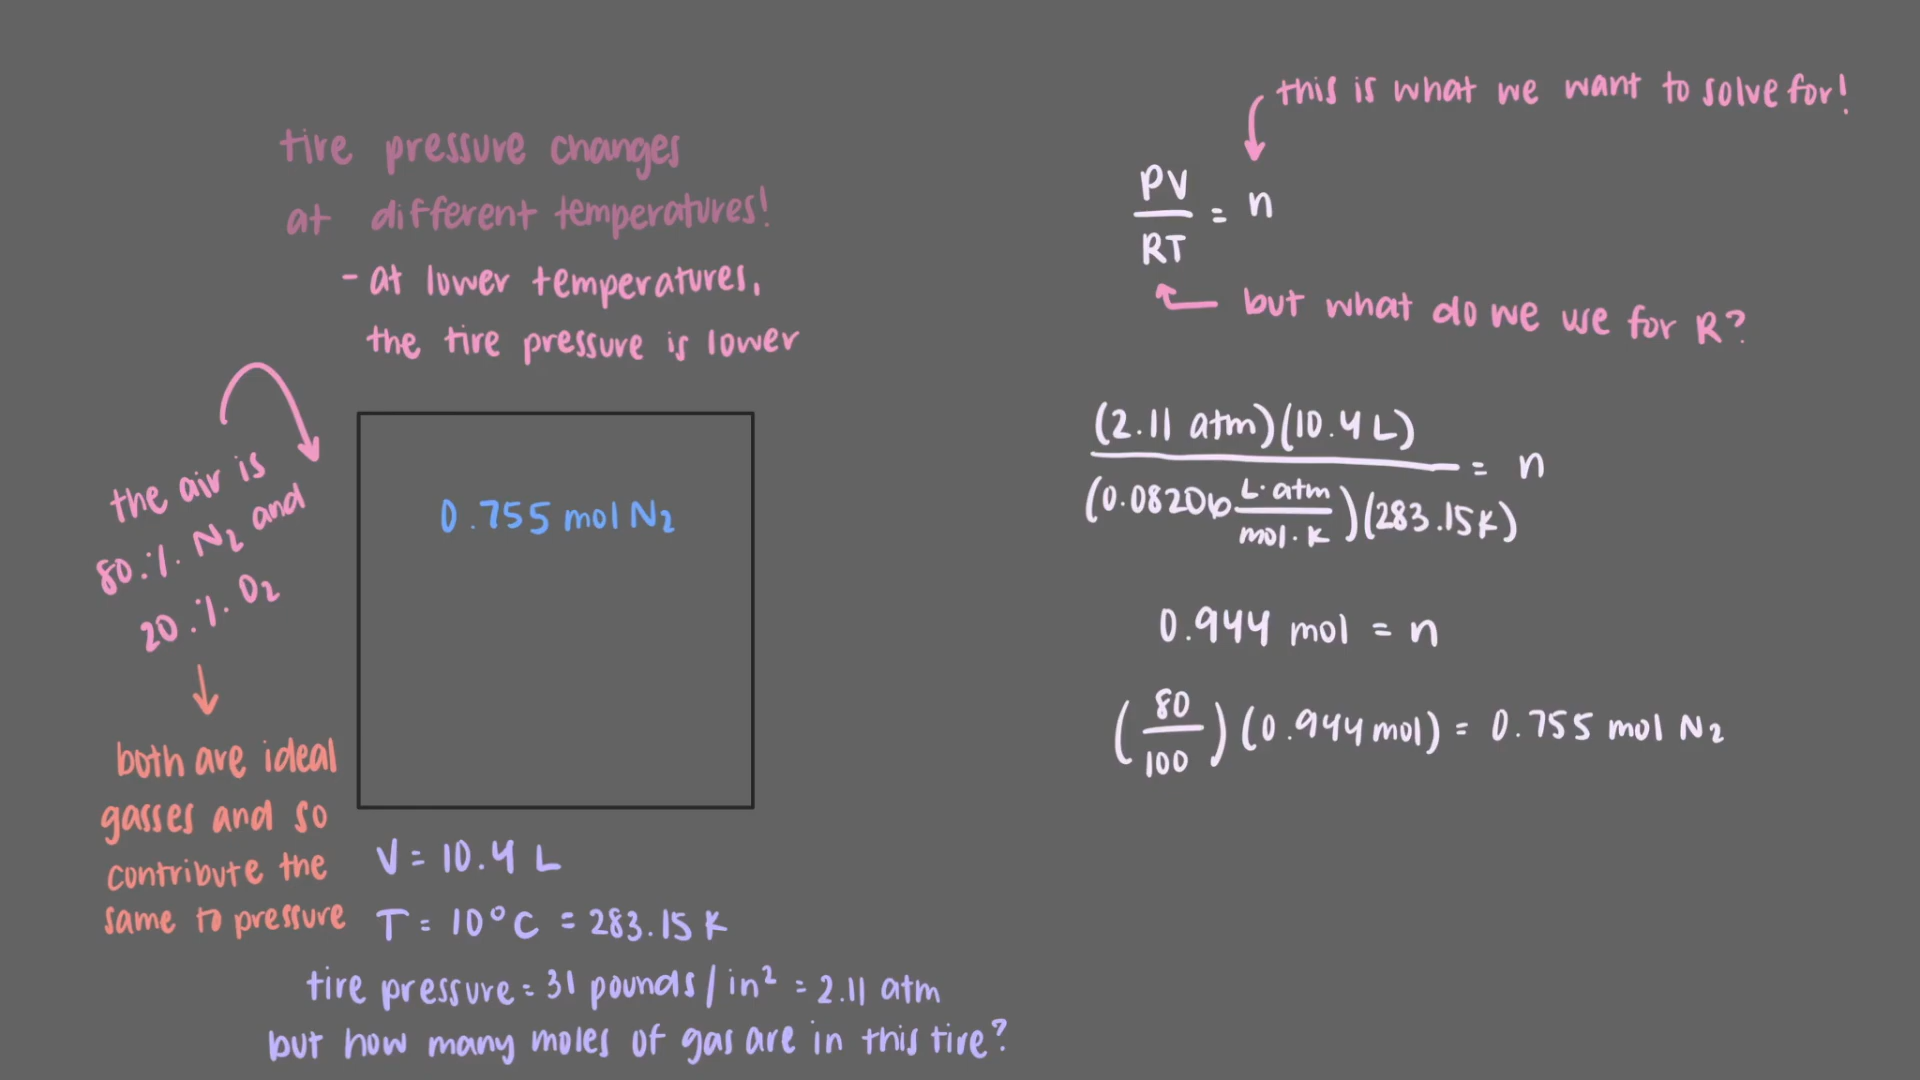 tire pressure changes
at different temperatures!
- at lower temperatures,
the tire pressure is lower
the air is
80.%. N₂ and
20.%. O₂
both are ideal
gasses and so
contribute the
same to pressure
0.755 mol N₂
V = 10.4 L
T = 10°C = 283.15 K
tire pressure = 31 pounds/in² = 2.11 atm
but how many moles of gas are in this tire?
this is what we want to solve for!
PV
= n
RT
but what do we use for R?
(2.11 atm)(10.4 L)
= n
(0.08206 L·atm/mol·K)(283.15K)
0.944 mol = n
(80/100)(0.944 mol) = 0.755 mol N₂